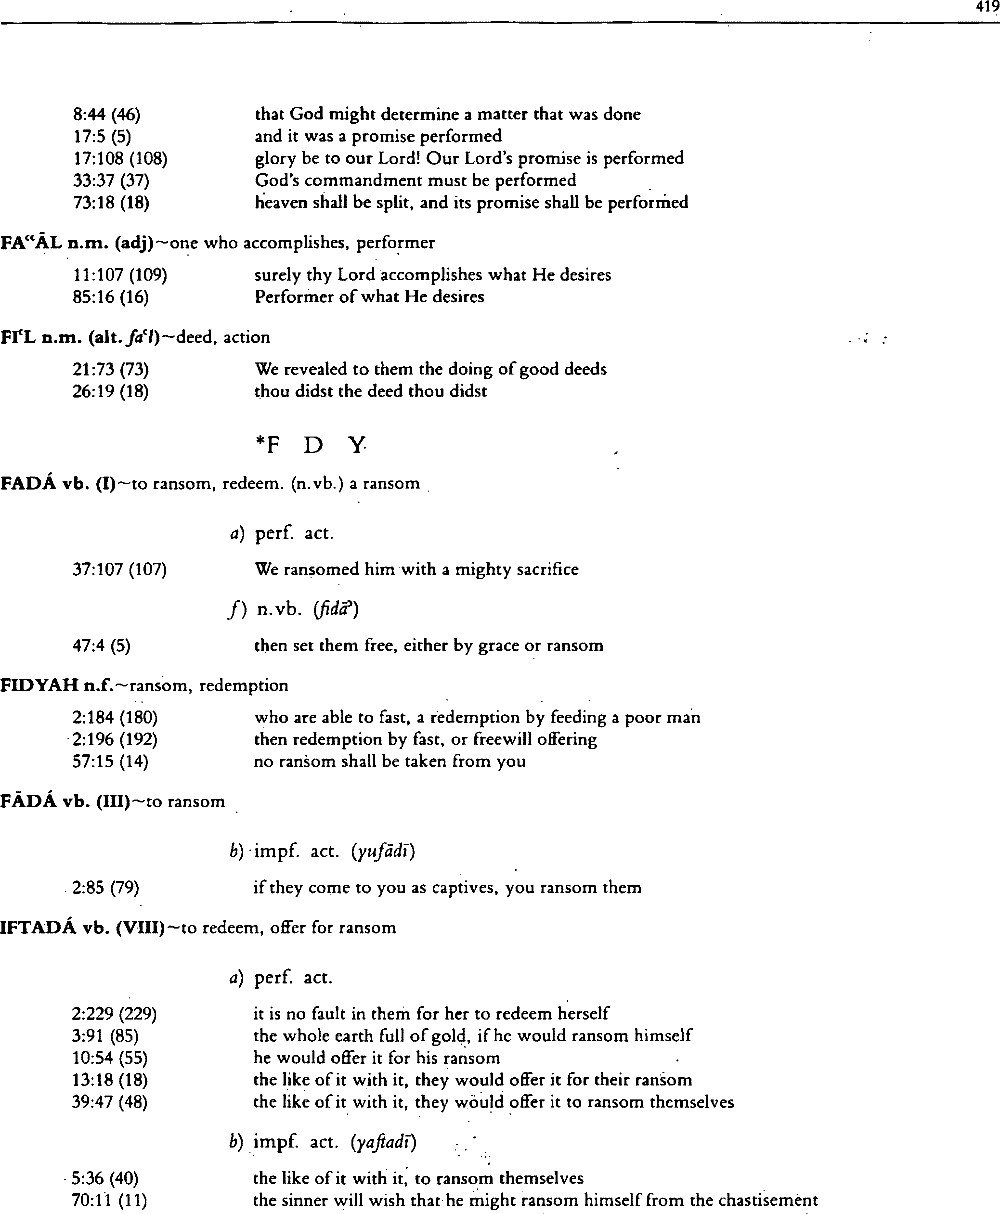 419
8:44 (46) that God might determine a matter that was done
17:5 (5) and it was a promise performed
17:108 (108) glory be to our Lord! Our Lord's promise is performed
33:37 (37) God's commandment must be performed
73:18 (18) heaven shall be split, and its promise shall be performed
FAʿʿĀL n.m. (adj)~one who accomplishes, performer
11:107 (109) surely thy Lord accomplishes what He desires
85:16 (16) Performer of what He desires
FIʿL n.m. (alt. faʿl)~deed, action
21:73 (73) We revealed to them the doing of good deeds
26:19 (18) thou didst the deed thou didst
*F D Y
FADÁ vb. (I)~to ransom, redeem. (n.vb.) a ransom
a) perf. act.
37:107 (107) We ransomed him with a mighty sacrifice
f) n.vb. (fidāʾ)
47:4 (5) then set them free, either by grace or ransom
FIDYAH n.f.~ransom, redemption
2:184 (180) who are able to fast, a redemption by feeding a poor man
2:196 (192) then redemption by fast, or freewill offering
57:15 (14) no ransom shall be taken from you
FĀDÁ vb. (III)~to ransom
b) impf. act. (yufādī)
2:85 (79) if they come to you as captives, you ransom them
IFTADÁ vb. (VIII)~to redeem, offer for ransom
a) perf. act.
2:229 (229) it is no fault in them for her to redeem herself
3:91 (85) the whole earth full of gold, if he would ransom himself
10:54 (55) he would offer it for his ransom
13:18 (18) the like of it with it, they would offer it for their ransom
39:47 (48) the like of it with it, they would offer it to ransom themselves
b) impf. act. (yaftadī)
5:36 (40) the like of it with it, to ransom themselves
70:11 (11) the sinner will wish that he might ransom himself from the chastisement